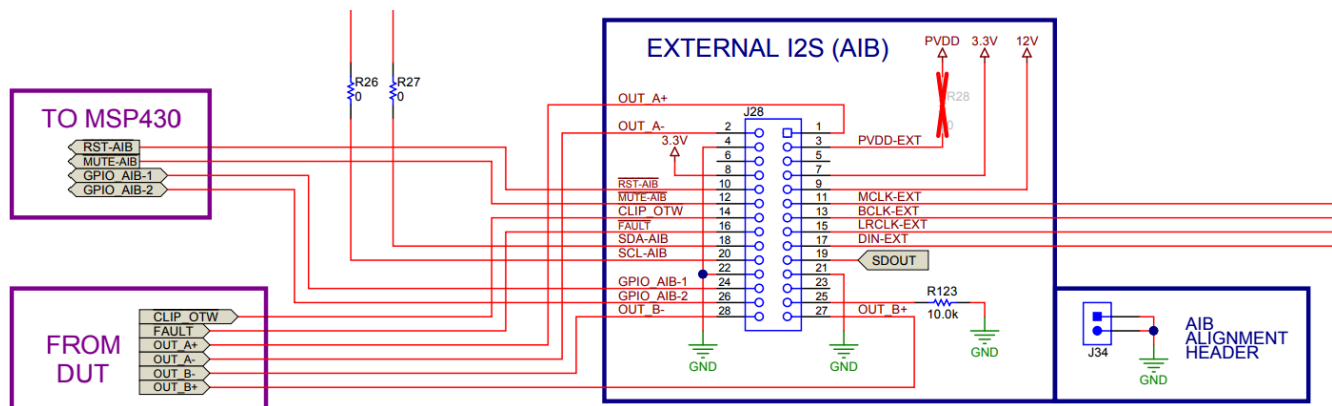 EXTERNAL I2S (AIB)
PVDD 3.3V 12V
R26 R27
0 0
R28
0
TO MSP430
RST-AIB
MUTE-AIB
GPIO_AIB-1
GPIO_AIB-2
OUT_A+
J28
OUT_A- 2 1
3.3V 4 3 PVDD-EXT
6 5
8 7
RST-AIB 10 9
MUTE-AIB 12 11 MCLK-EXT
CLIP_OTW 14 13 BCLK-EXT
FAULT 16 15 LRCLK-EXT
SDA-AIB 18 17 DIN-EXT
SCL-AIB 20 19 SDOUT
22 21
GPIO_AIB-1 24 23
GPIO_AIB-2 26 25
OUT_B- 28 27 OUT_B+
R123
10.0k
GND GND GND
FROM
DUT
CLIP_OTW
FAULT
OUT_A+
OUT_A-
OUT_B-
OUT_B+
J34
GND
AIB
ALIGNMENT
HEADER